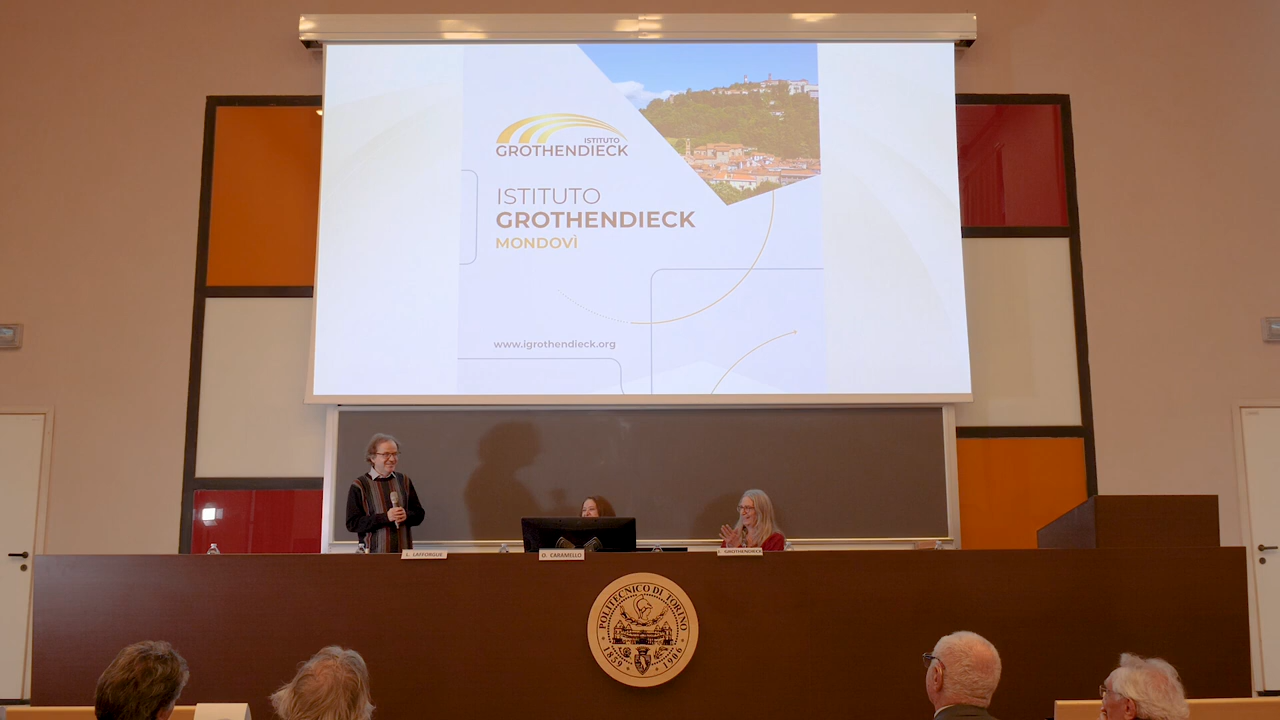 ISTITUTO
GROTHENDIECK
ISTITUTO
GROTHENDIECK
MONDOVÌ
www.igrothendieck.org
L. LAFFORGUE
O. CARAMELLO
GROTHENDIECK
POLITECNICO DI TORINO
1859 1906